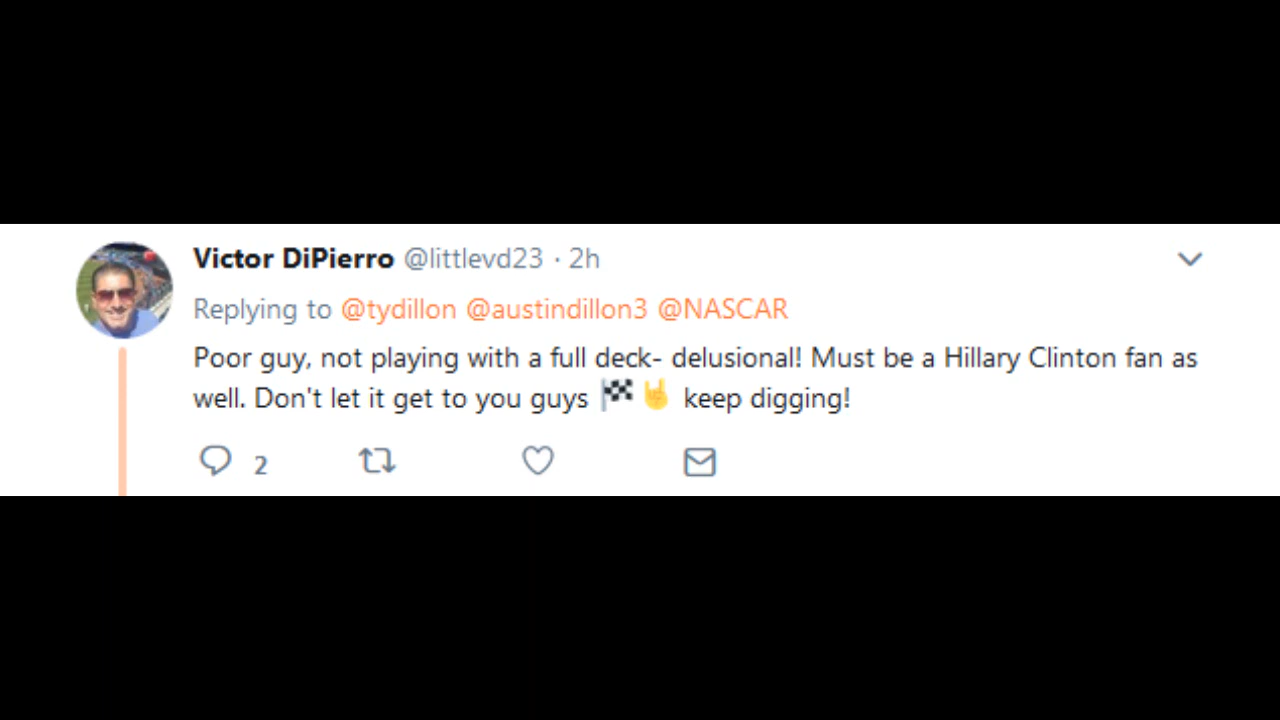 Victor DiPierro @littlevd23 · 2h
Replying to @tydillon @austindillon3 @NASCAR
Poor guy, not playing with a full deck- delusional! Must be a Hillary Clinton fan as
well. Don't let it get to you guys 🏁🤘 keep digging!
2